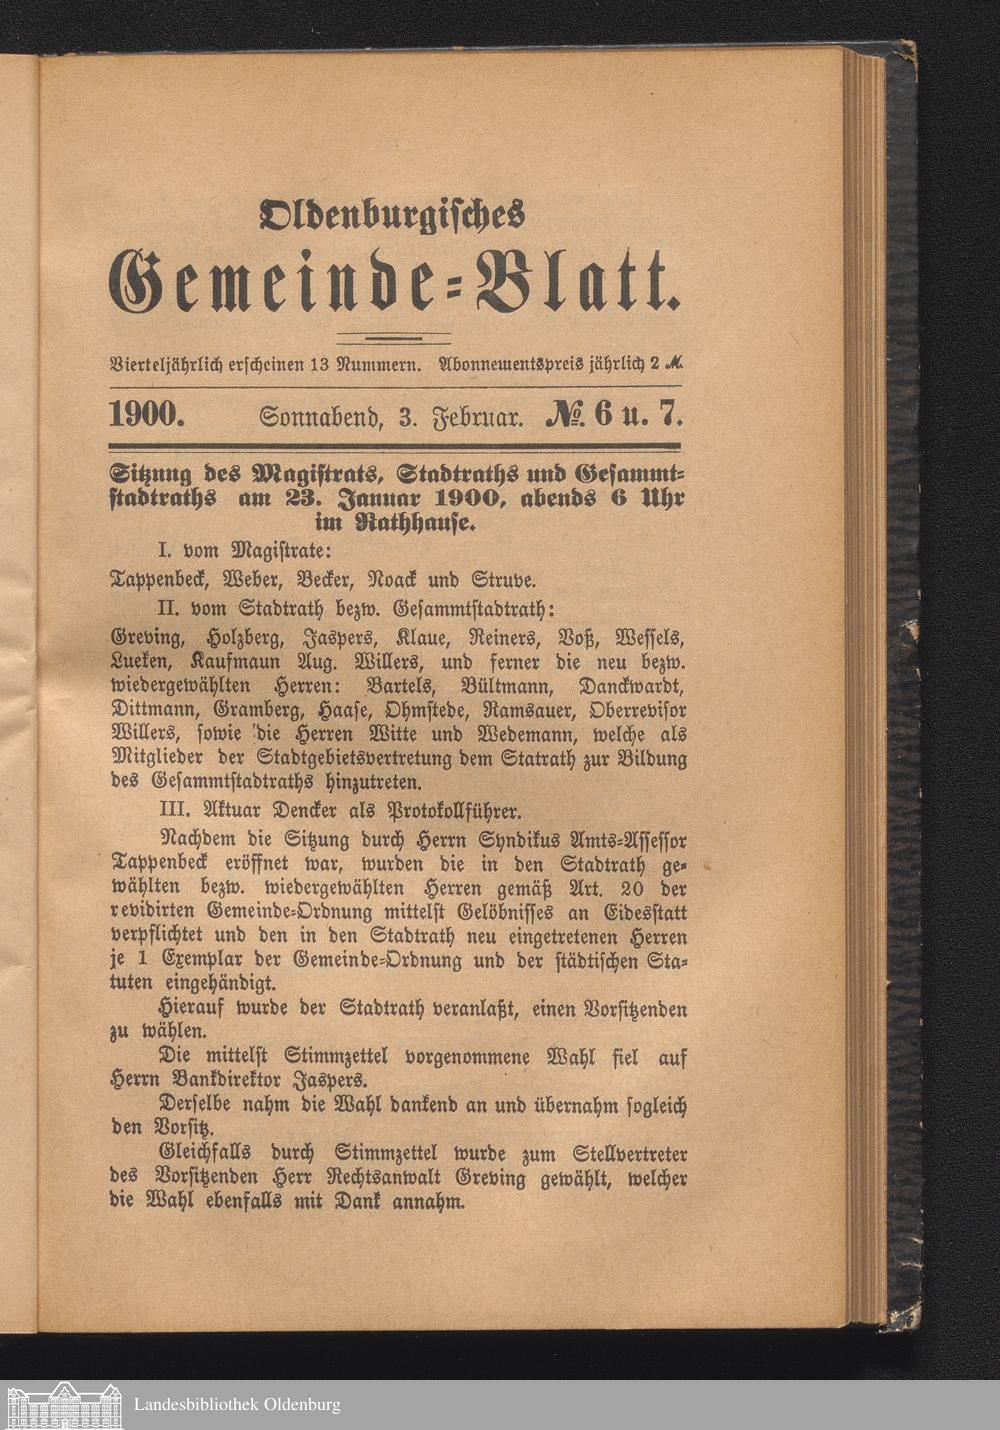 Oldenburgisches
Gemeinde=Blatt.
Vierteljährlich erscheinen 13 Nummern. Abonnementspreis jährlich 2 M.
1900. Sonnabend, 3. Februar. №. 6 u. 7.
Sitzung des Magistrats, Stadtraths und Gesammt=
stadtraths am 23. Januar 1900, abends 6 Uhr
im Rathhause.
I. vom Magistrate:
Tappenbeck, Weber, Becker, Noack und Struve.
II. vom Stadtrath bezw. Gesammtstadtrath:
Greving, Holzberg, Jaspers, Klaue, Reiners, Voß, Wessels,
Lueken, Kaufmaun Aug. Willers, und ferner die neu bezw.
wiedergewählten Herren: Bartels, Bültmann, Danckwardt,
Dittmann, Gramberg, Haase, Ohmstede, Ramsauer, Oberrevisor
Willers, sowie die Herren Witte und Wedemann, welche als
Mitglieder der Stadtgebietsvertretung dem Statrath zur Bildung
des Gesammtstadtraths hinzutreten.
III. Aktuar Dencker als Protokollführer.
Nachdem die Sitzung durch Herrn Syndikus Amts=Assessor
Tappenbeck eröffnet war, wurden die in den Stadtrath ge=
wählten bezw. wiedergewählten Herren gemäß Art. 20 der
revidirten Gemeinde=Ordnung mittelst Gelöbnisses an Eidesstatt
verpflichtet und den in den Stadtrath neu eingetretenen Herren
je 1 Exemplar der Gemeinde=Ordnung und der städtischen Sta=
tuten eingehändigt.
Hierauf wurde der Stadtrath veranlaßt, einen Vorsitzenden
zu wählen.
Die mittelst Stimmzettel vorgenommene Wahl fiel auf
Herrn Bankdirektor Jaspers.
Derselbe nahm die Wahl dankend an und übernahm sogleich
den Vorsitz.
Gleichfalls durch Stimmzettel wurde zum Stellvertreter
des Vorsitzenden Herr Rechtsanwalt Greving gewählt, welcher
die Wahl ebenfalls mit Dank annahm.
Landesbibliothek Oldenburg